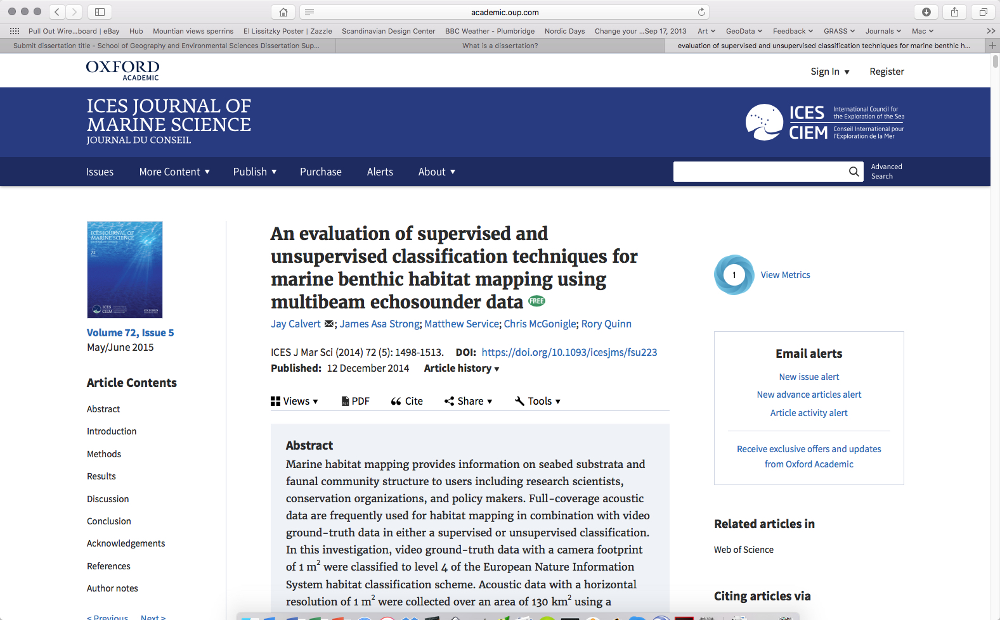 academic.oup.com
Pull Out Wire...board | eBay Hub Mountian views sperrins El Lissitzky Poster | Zazzle Scandinavian Design Center BBC Weather - Plumbridge Nordic Days Change your ...Sep 17, 2013 Art GeoData Feedback GRASS Journals Mac >>
Submit dissertation title - School of Geography and Environmental Sciences Dissertation Sup... What is a dissertation? evaluation of supervised and unsupervised classification techniques for marine benthic h... +
OXFORD
ACADEMIC
Sign In Register
ICES JOURNAL OF
MARINE SCIENCE
JOURNAL DU CONSEIL
ICES
CIEM
International Council for
the Exploration of the Sea
Conseil International pour
l'Exploration de la Mer
Issues More Content Publish Purchase Alerts About
Advanced
Search
ICES JOURNAL OF
MARINE SCIENCE
72
ICES
CIEM
OXFORD
Volume 72, Issue 5
May/June 2015
Article Contents
Abstract
Introduction
Methods
Results
Discussion
Conclusion
Acknowledgements
References
Author notes
< Previous Next >
An evaluation of supervised and
unsupervised classification techniques for
marine benthic habitat mapping using
multibeam echosounder data FREE
Jay Calvert ; James Asa Strong; Matthew Service; Chris McGonigle; Rory Quinn
ICES J Mar Sci (2014) 72 (5): 1498-1513. DOI: https://doi.org/10.1093/icesjms/fsu223
Published: 12 December 2014 Article history
Views PDF Cite Share Tools
Abstract
Marine habitat mapping provides information on seabed substrata and
faunal community structure to users including research scientists,
conservation organizations, and policy makers. Full-coverage acoustic
data are frequently used for habitat mapping in combination with video
ground-truth data in either a supervised or unsupervised classification.
In this investigation, video ground-truth data with a camera footprint
of 1 m² were classified to level 4 of the European Nature Information
System habitat classification scheme. Acoustic data with a horizontal
resolution of 1 m² were collected over an area of 130 km² using a
1 View Metrics
Email alerts
New issue alert
New advance articles alert
Article activity alert
Receive exclusive offers and updates
from Oxford Academic
Related articles in
Web of Science
Citing articles via